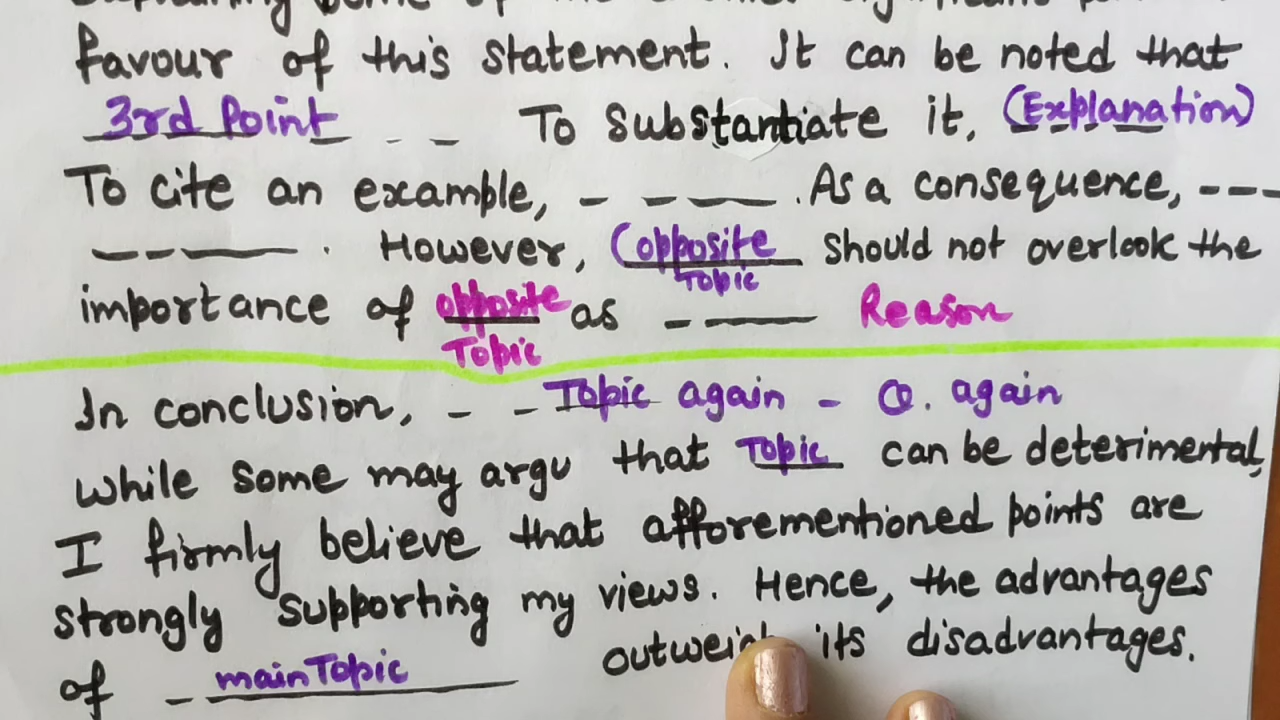 favour of this statement. It can be noted that
3rd Point _ _ To substantiate it, (Explanation)
To cite an example, _ _ _ _. As a consequence, ---
_ _ _ _. However, (opposite Topic should not overlook the
importance of opposite Topic as _ _ _ Reason
In conclusion, _ _ Topic again - Q. again
while some may argu that Topic can be deterimental,
I firmly believe that afforementioned points are
strongly supporting my views. Hence, the advantages
of _ main Topic its disadvantages.